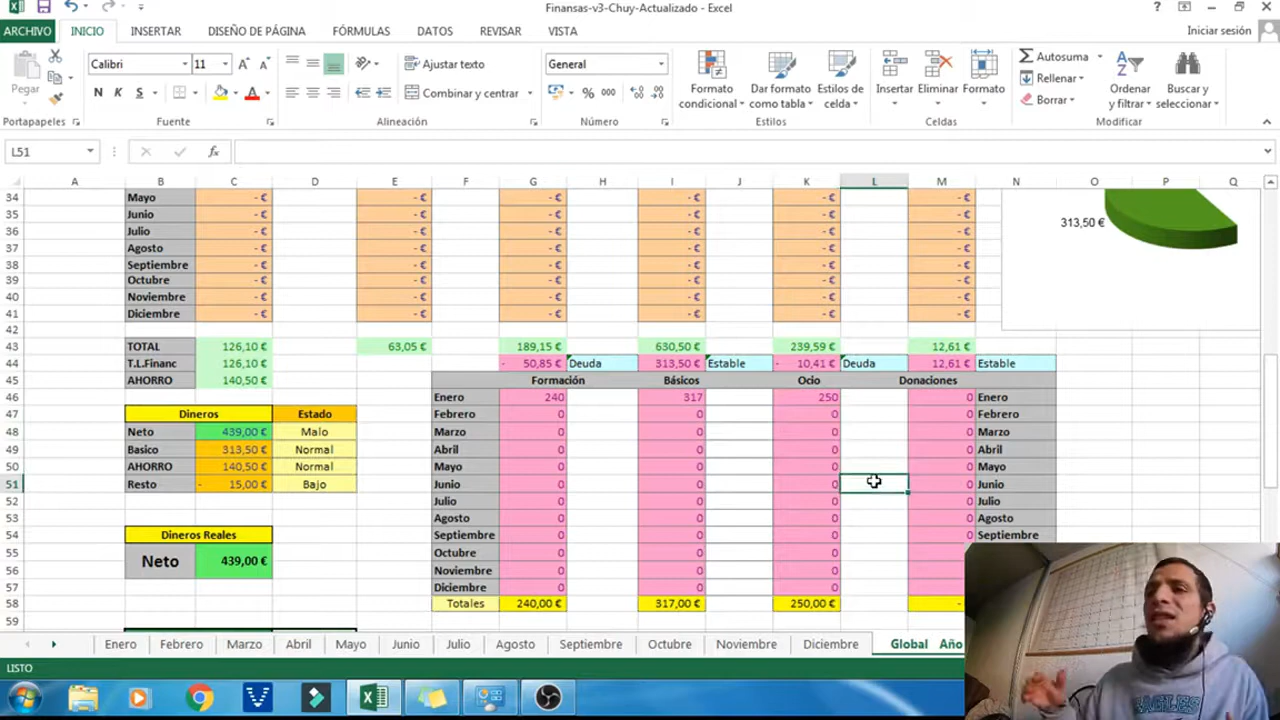 Finansas-v3-Chuy-Actualizado - Excel
ARCHIVO INICIO INSERTAR DISEÑO DE PÁGINA FÓRMULAS DATOS REVISAR VISTA Iniciar sesión
Calibri 11 Ajustar texto General Autosuma
Rellenar
Pegar N K S Combinar y centrar % 000 Formato condicional Dar formato como tabla Estilos de celda Insertar Eliminar Formato Borrar Ordenar y filtrar Buscar y seleccionar
Portapapeles Fuente Alineación Número Estilos Celdas Modificar
L51 fx
A B C D E F G H I J K L M N O P Q
34 Mayo - € - € - € - € - € - €
35 Junio - € - € - € - € - € - €
313,50 €
36 Julio - € - € - € - € - € - €
37 Agosto - € - € - € - € - € - €
38 Septiembre - € - € - € - € - € - €
39 Octubre - € - € - € - € - € - €
40 Noviembre - € - € - € - € - € - €
41 Diciembre - € - € - € - € - € - €
42
43 TOTAL 126,10 € 63,05 € 189,15 € 630,50 € 239,59 € 12,61 €
44 T.L.Financ 126,10 € - 50,85 € Deuda 313,50 € Estable - 10,41 € Deuda 12,61 € Estable
45 AHORRO 140,50 € Formación Básicos Ocio Donaciones
46 Enero 240 317 250 0 Enero
47 Dineros Estado Febrero 0 0 0 0 Febrero
48 Neto 439,00 € Malo Marzo 0 0 0 0 Marzo
49 Basico 313,50 € Normal Abril 0 0 0 0 Abril
50 AHORRO 140,50 € Normal Mayo 0 0 0 0 Mayo
51 Resto - 15,00 € Bajo Junio 0 0 0 0 Junio
52 Julio 0 0 0 0 Julio
53 Agosto 0 0 0 0 Agosto
54 Dineros Reales Septiembre 0 0 0 0 Septiembre
55 Neto 439,00 € Octubre 0 0 0
56 Noviembre 0 0 0
57 Diciembre 0 0 0
58 Totales 240,00 € 317,00 € 250,00 € -
59
Enero Febrero Marzo Abril Mayo Junio Julio Agosto Septiembre Octubre Noviembre Diciembre Global Año
LISTO